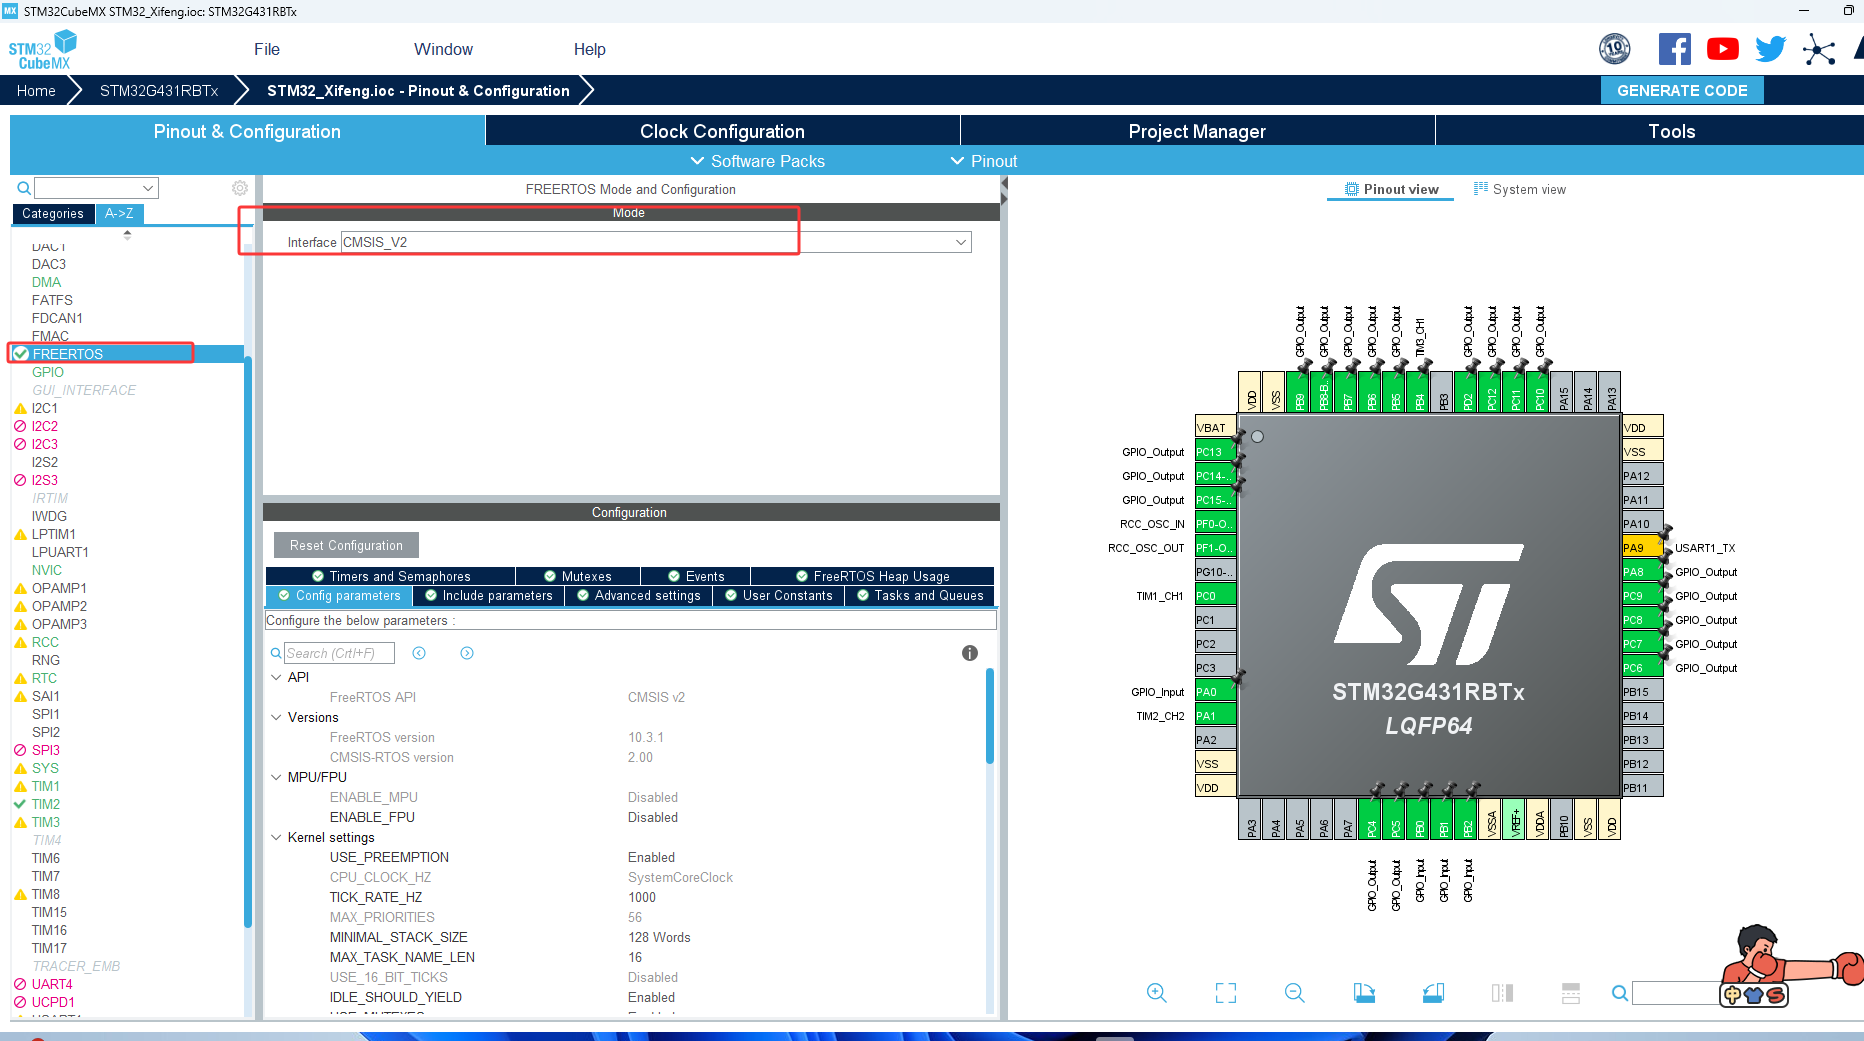 MX STM32CubeMX STM32_Xifeng.ioc: STM32G431RBTx
STM32
CubeMX
File
Window
Help
10
Home
STM32G431RBTx
STM32_Xifeng.ioc - Pinout & Configuration
GENERATE CODE
Pinout & Configuration
Clock Configuration
Project Manager
Tools
Software Packs
Pinout
Categories
A->Z
DAC1
DAC3
DMA
FATFS
FDCAN1
FMAC
FREERTOS
GPIO
GUI_INTERFACE
I2C1
I2C2
I2C3
I2S2
I2S3
IRTIM
IWDG
LPTIM1
LPUART1
NVIC
OPAMP1
OPAMP2
OPAMP3
RCC
RNG
RTC
SAI1
SPI1
SPI2
SPI3
SYS
TIM1
TIM2
TIM3
TIM4
TIM6
TIM7
TIM8
TIM15
TIM16
TIM17
TRACER_EMB
UART4
UCPD1
USART1
FREERTOS Mode and Configuration
Mode
Interface CMSIS_V2
Configuration
Reset Configuration
Timers and Semaphores
Mutexes
Events
FreeRTOS Heap Usage
Config parameters
Include parameters
Advanced settings
User Constants
Tasks and Queues
Configure the below parameters :
Search (Crtl+F)
API
FreeRTOS API CMSIS v2
Versions
FreeRTOS version 10.3.1
CMSIS-RTOS version 2.00
MPU/FPU
ENABLE_MPU Disabled
ENABLE_FPU Disabled
Kernel settings
USE_PREEMPTION Enabled
CPU_CLOCK_HZ SystemCoreClock
TICK_RATE_HZ 1000
MAX_PRIORITIES 56
MINIMAL_STACK_SIZE 128 Words
MAX_TASK_NAME_LEN 16
USE_16_BIT_TICKS Disabled
IDLE_SHOULD_YIELD Enabled
USE_MUTEXES Enabled
Pinout view
System view
GPIO_Output
GPIO_Output
GPIO_Output
GPIO_Output
GPIO_Output
TIM3_CH1
GPIO_Output
GPIO_Output
GPIO_Output
GPIO_Output
VDD
VSS
PB9
PB8-B..
PB7
PB6
PB5
PB4
PB3
PD2
PC12
PC11
PC10
PA15
PA14
PA13
VBAT
GPIO_Output PC13
GPIO_Output PC14-..
GPIO_Output PC15-..
RCC_OSC_IN PF0-O..
RCC_OSC_OUT PF1-O..
PG10-..
TIM1_CH1 PC0
PC1
PC2
PC3
GPIO_Input PA0
TIM2_CH2 PA1
PA2
VSS
VDD
VDD
VSS
PA12
PA11
PA10
PA9 USART1_TX
PA8 GPIO_Output
PC9 GPIO_Output
PC8 GPIO_Output
PC7 GPIO_Output
PC6 GPIO_Output
PB15
PB14
PB13
PB12
PB11
ST
STM32G431RBTx
LQFP64
PA3
PA4
PA5
PA6
PA7
PC4
PC5
PB0
PB1
PB2
VSSA
VREF+
VDDA
PB10
VSS
VDD
GPIO_Output
GPIO_Output
GPIO_Input
GPIO_Input
GPIO_Input
中
S